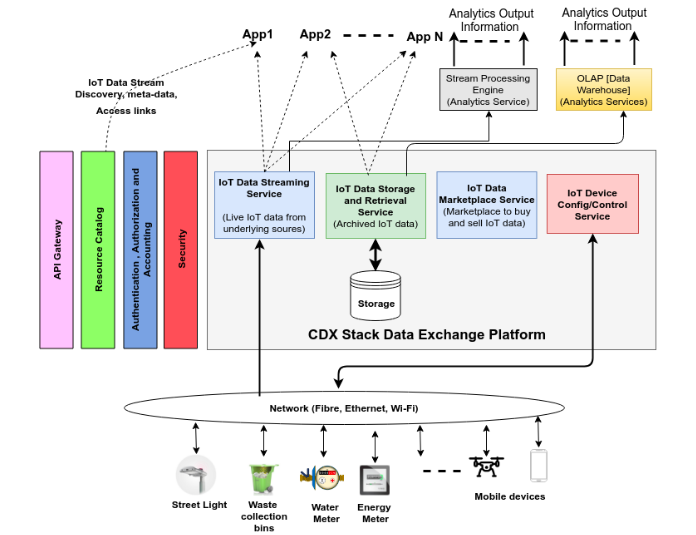 Analytics Output
Information
Analytics Output
Information
App1
App2
App N
IoT Data Stream
Discovery, meta-data,
Access links
Stream Processing
Engine
(Analytics Service)
OLAP [Data
Warehouse]
(Analytics Services)
API Gateway
Resource Catalog
Authentication , Authorization and
Accounting
Security
IoT Data Streaming
Service
(Live IoT data from
underlying soures)
IoT Data Storage
and Retrieval
Service
(Archived IoT data)
IoT Data
Marketplace Service
(Marketplace to buy
and sell IoT data)
IoT Device
Config/Control
Service
Storage
CDX Stack Data Exchange Platform
Network (Fibre, Ethernet, Wi-Fi)
Street Light
Waste
collection
bins
Water
Meter
Energy
Meter
Mobile devices